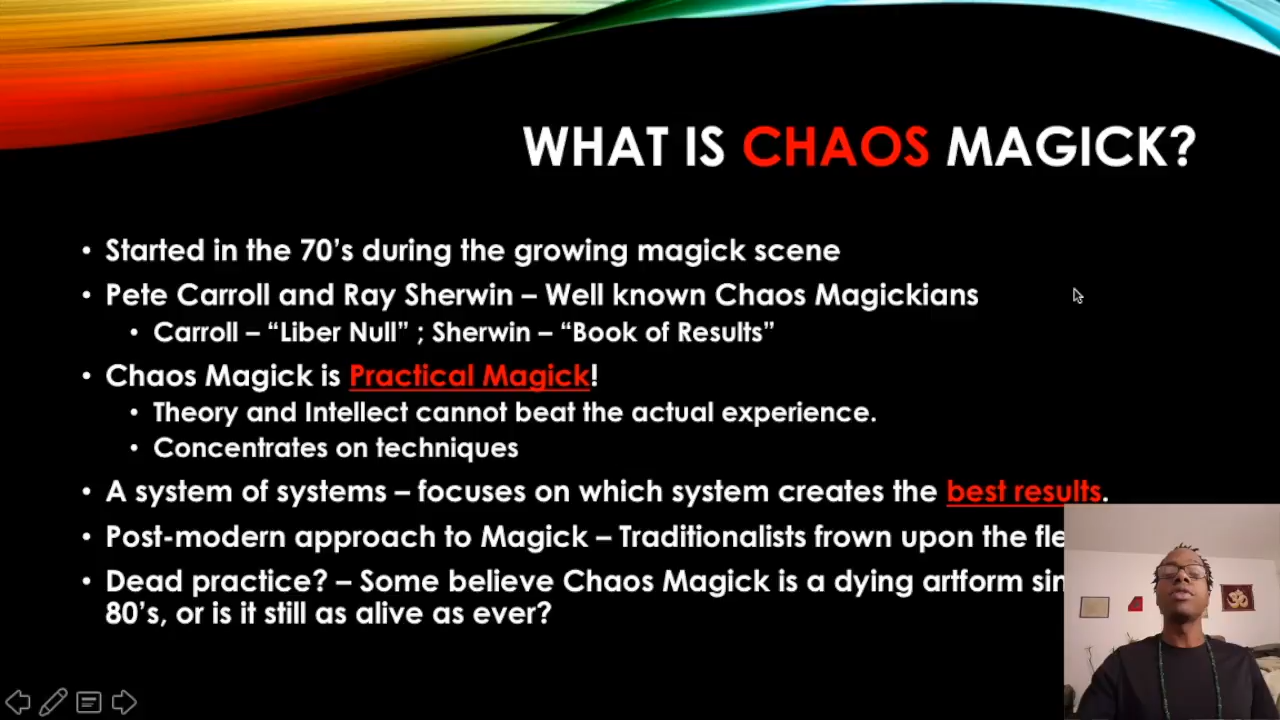 WHAT IS CHAOS MAGICK?
• Started in the 70's during the growing magick scene
• Pete Carroll and Ray Sherwin – Well known Chaos Magickians
• Carroll – “Liber Null” ; Sherwin – “Book of Results”
• Chaos Magick is Practical Magick!
• Theory and Intellect cannot beat the actual experience.
• Concentrates on techniques
• A system of systems – focuses on which system creates the best results.
• Post-modern approach to Magick – Traditionalists frown upon the
• Dead practice? – Some believe Chaos Magick is a dying artform
80's, or is it still as alive as ever?